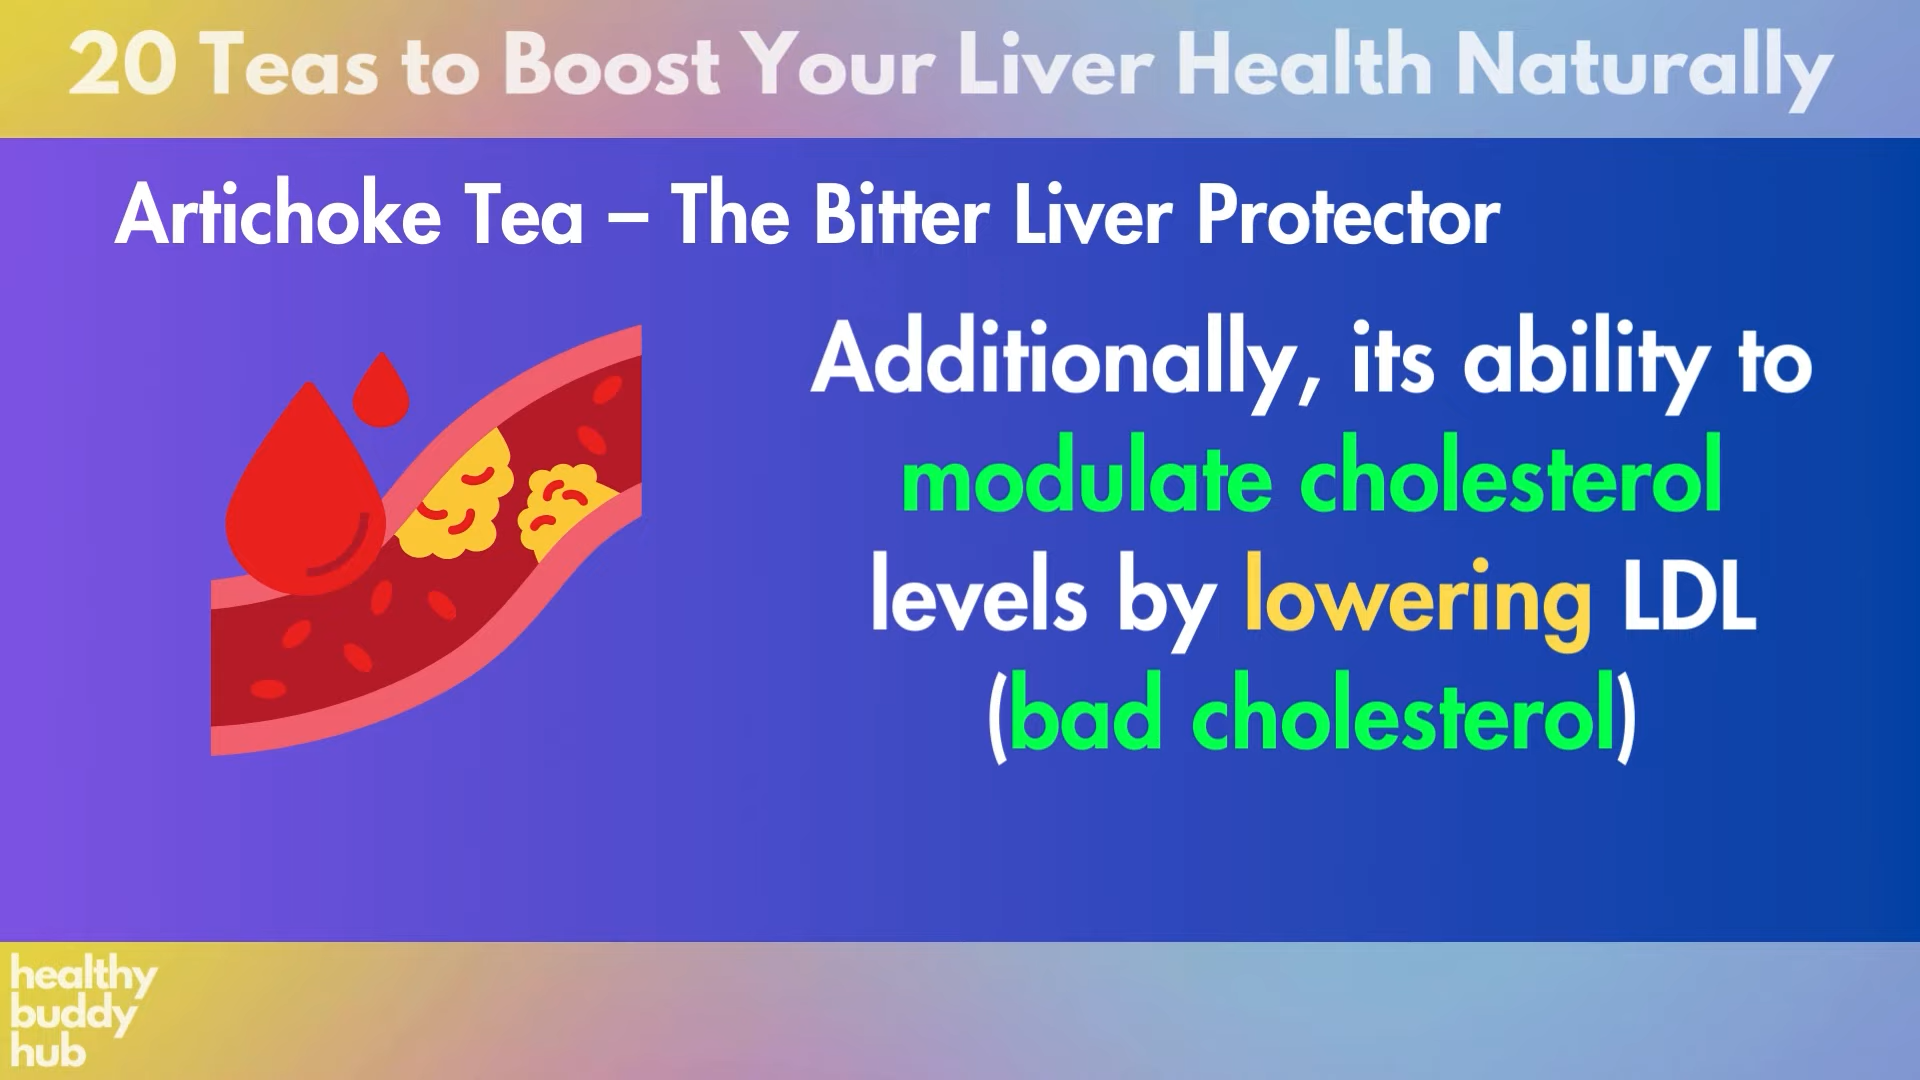 20 Teas to Boost Your Liver Health Naturally
Artichoke Tea – The Bitter Liver Protector
Additionally, its ability to
modulate cholesterol
levels by lowering LDL
(bad cholesterol)
healthy
buddy
hub